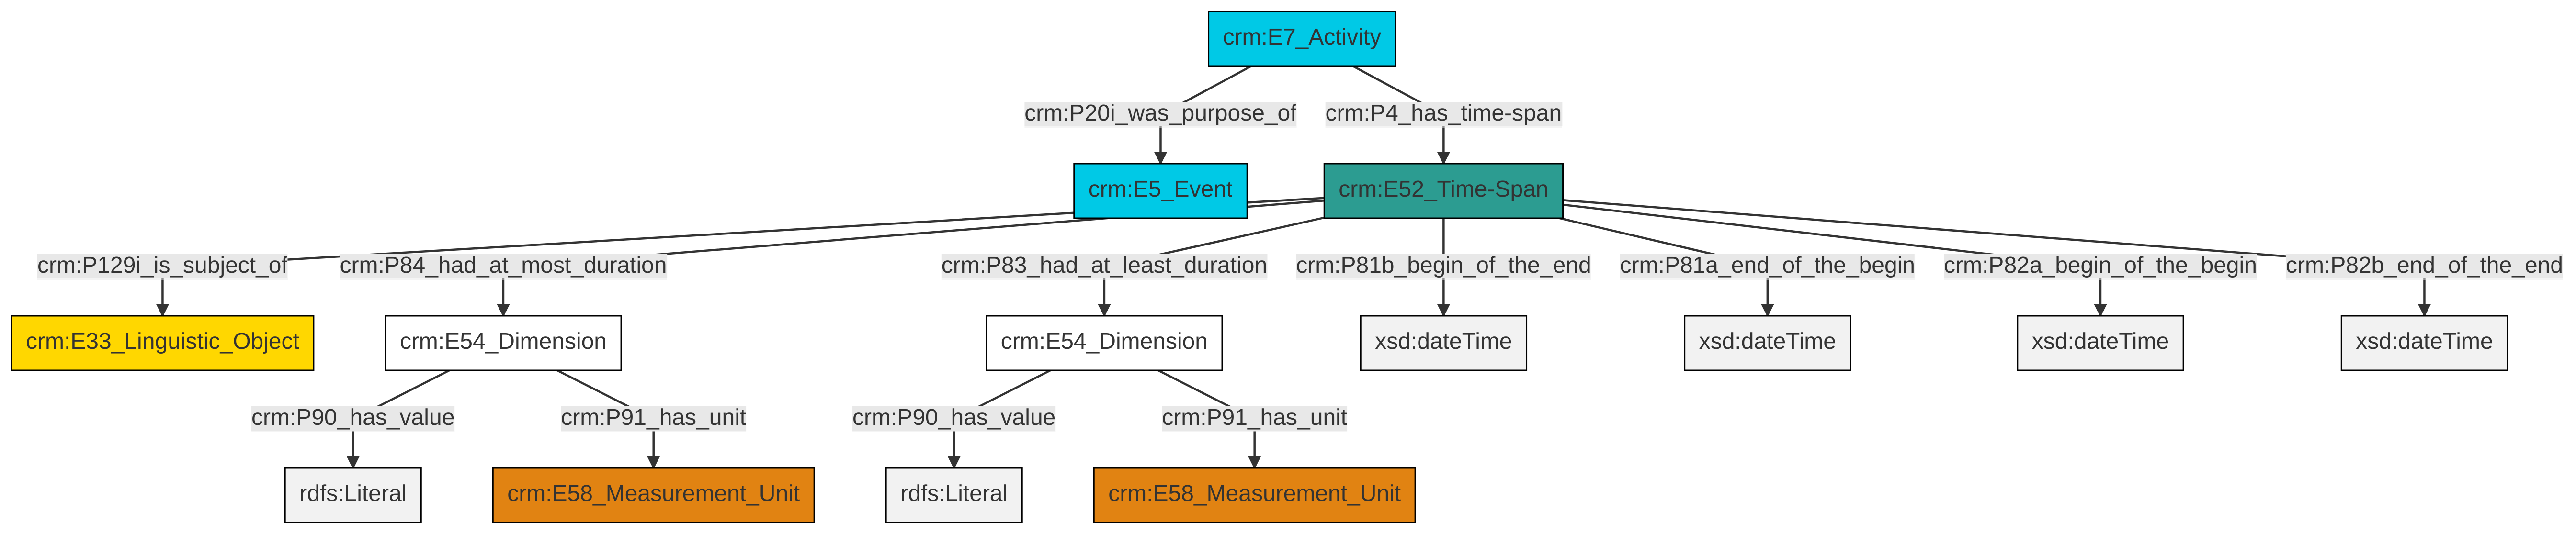 crm:E7_Activity
crm:P20i_was_purpose_of
crm:P4_has_time-span
crm:E5_Event
crm:E52_Time-Span
crm:P129i_is_subject_of
crm:P84_had_at_most_duration
crm:P83_had_at_least_duration
crm:P81b_begin_of_the_end
crm:P81a_end_of_the_begin
crm:P82a_begin_of_the_begin
crm:P82b_end_of_the_end
crm:E33_Linguistic_Object
crm:E54_Dimension
crm:E54_Dimension
xsd:dateTime
xsd:dateTime
xsd:dateTime
xsd:dateTime
crm:P90_has_value
crm:P91_has_unit
crm:P90_has_value
crm:P91_has_unit
rdfs:Literal
crm:E58_Measurement_Unit
rdfs:Literal
crm:E58_Measurement_Unit